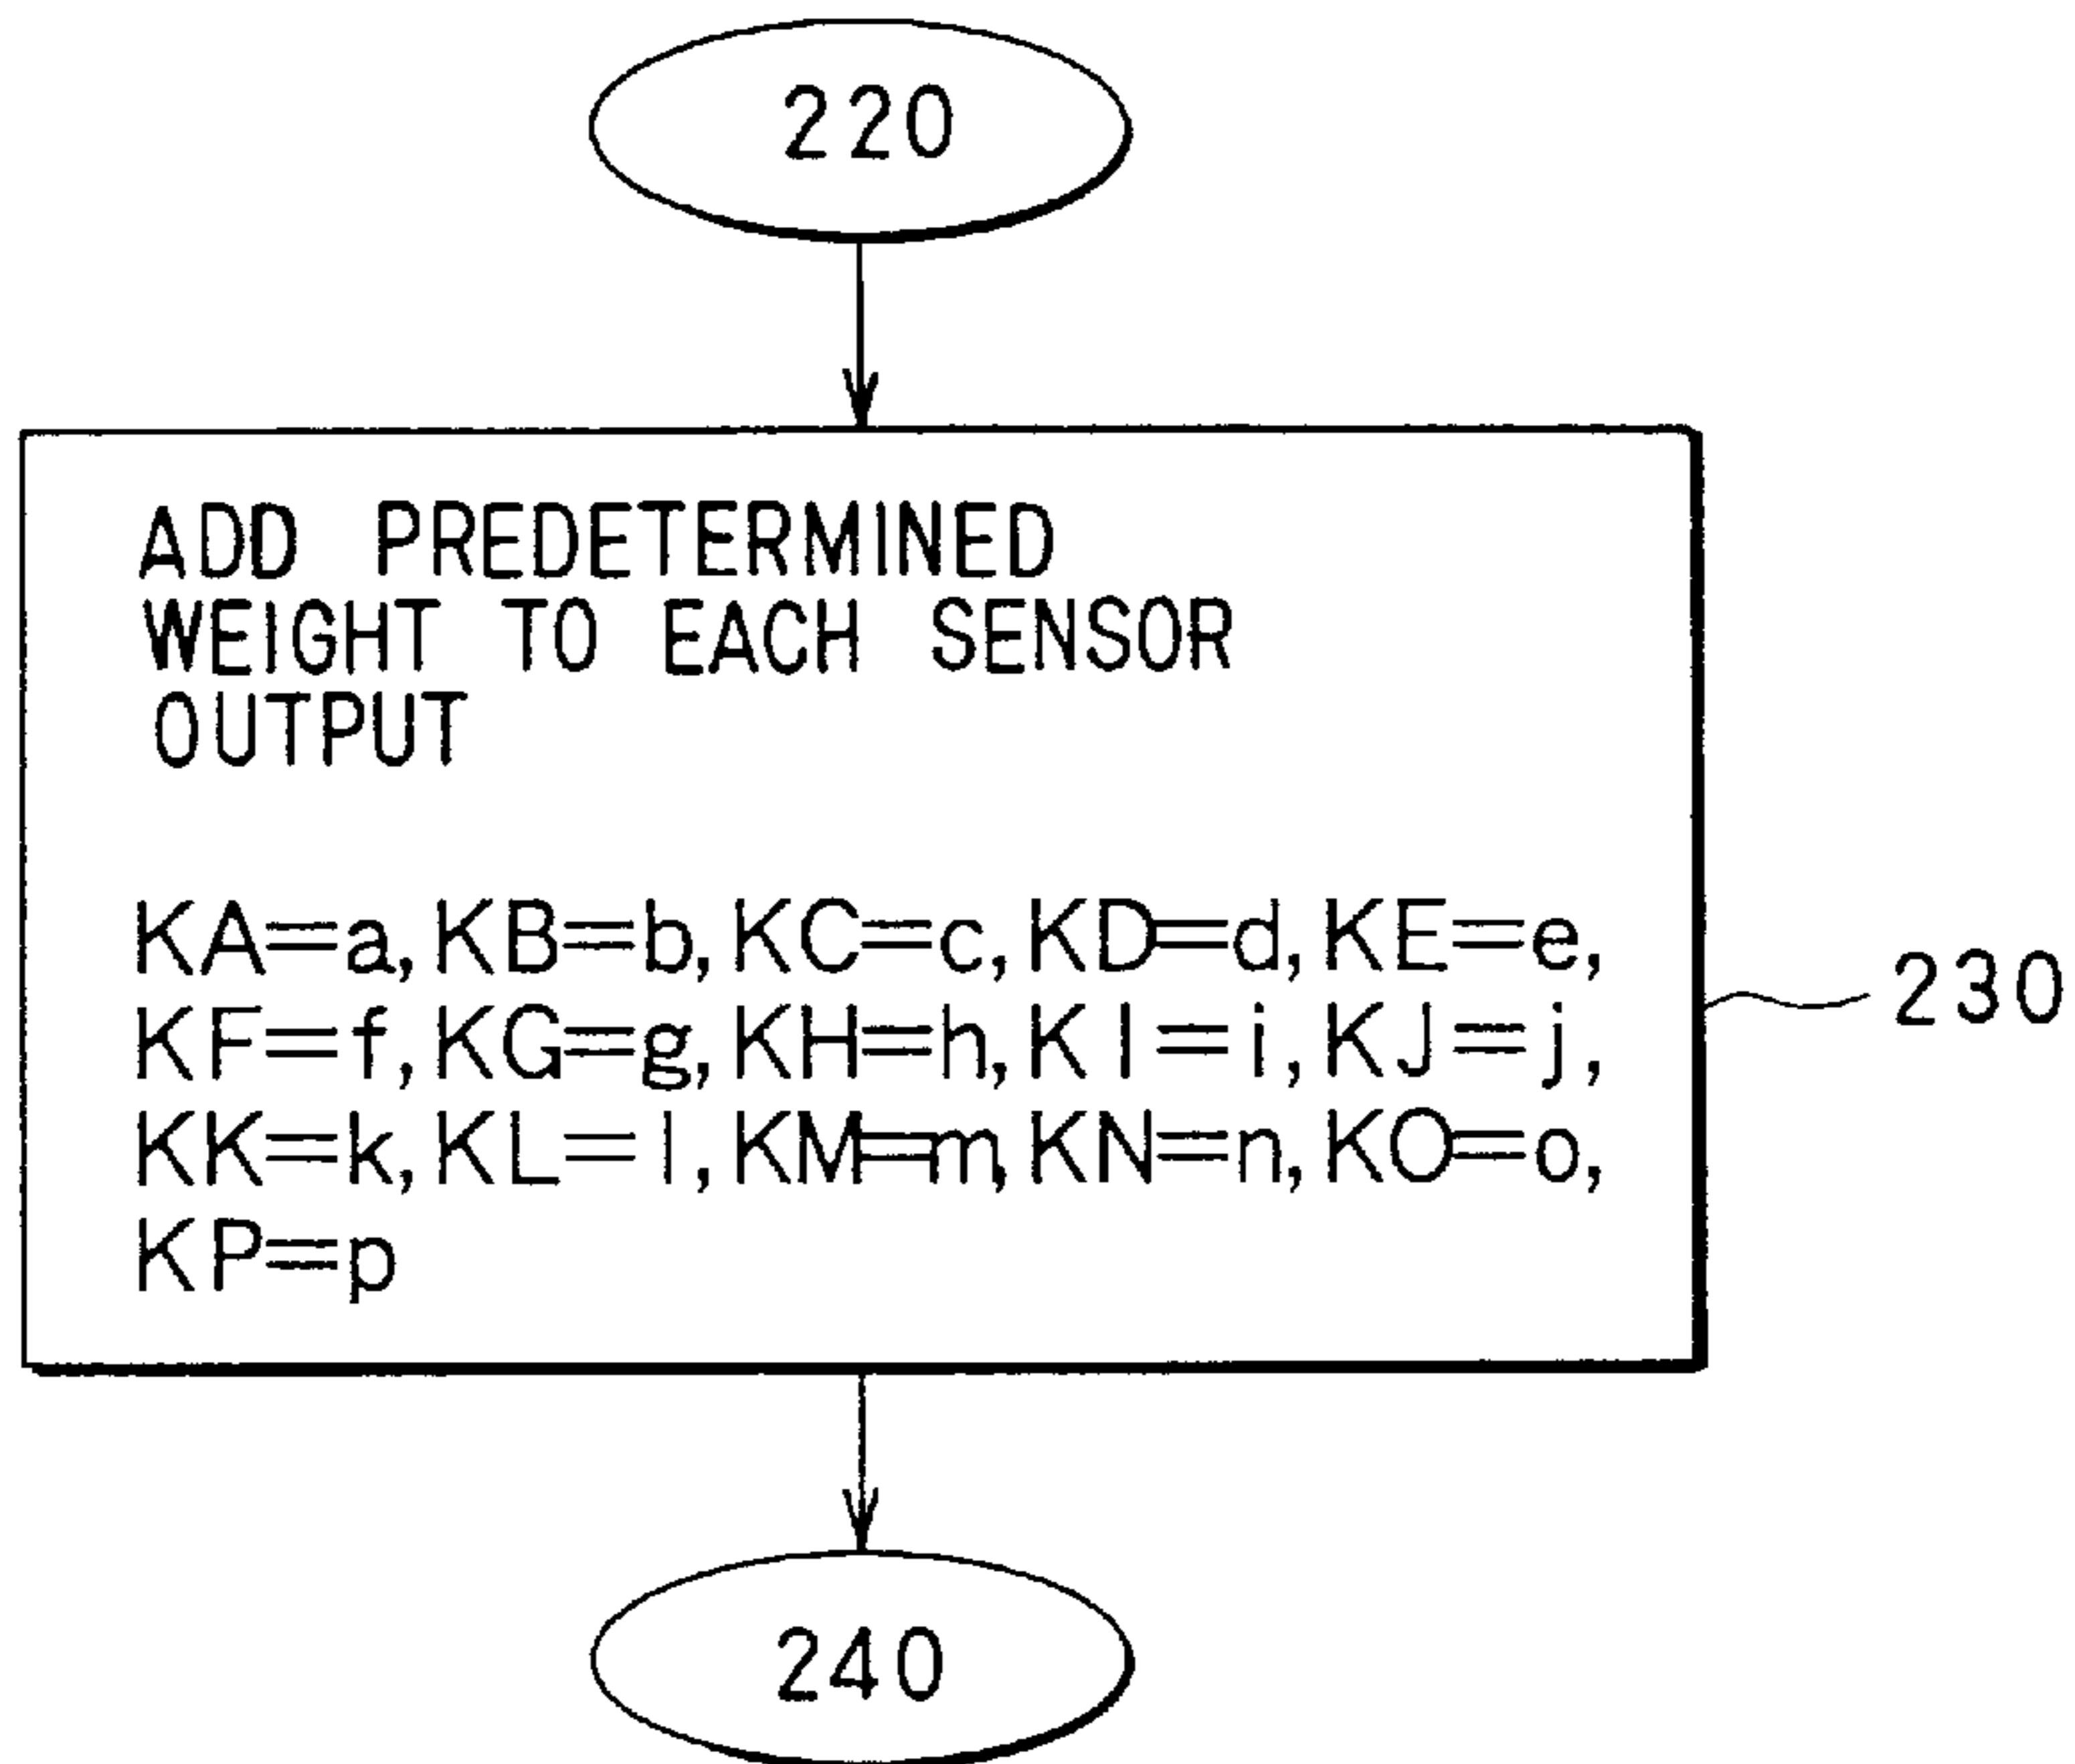 220
ADD PREDETERMINED
WEIGHT TO EACH SENSOR
OUTPUT
KA=a, KB=b, KC=c, KD=d, KE=e,
KF=f, KG=g, KH=h, KI=i, KJ=j,
KK=k, KL=l, KM=m, KN=n, KO=o,
KP=p
230
240